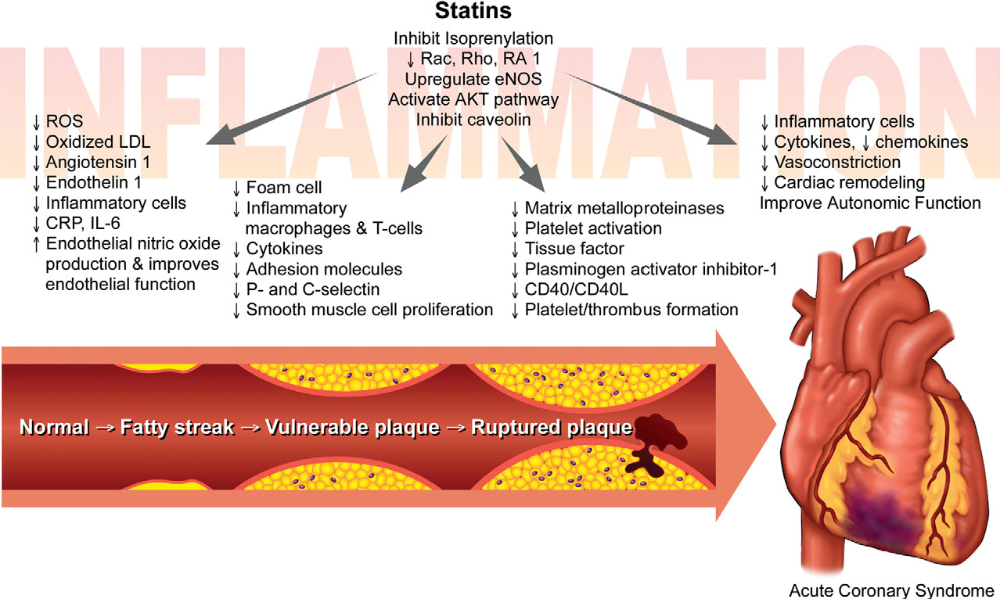 Statins
Inhibit Isoprenylation
↓ Rac, Rho, RA 1
Upregulate eNOS
Activate AKT pathway
Inhibit caveolin
INFLAMMATION
↓ ROS
↓ Oxidized LDL
↓ Angiotensin 1
↓ Endothelin 1
↓ Inflammatory cells
↓ CRP, IL-6
↑ Endothelial nitric oxide
production & improves
endothelial function
↓ Foam cell
↓ Inflammatory
macrophages & T-cells
↓ Cytokines
↓ Adhesion molecules
↓ P- and C-selectin
↓ Smooth muscle cell proliferation
↓ Matrix metalloproteinases
↓ Platelet activation
↓ Tissue factor
↓ Plasminogen activator inhibitor-1
↓ CD40/CD40L
↓ Platelet/thrombus formation
↓ Inflammatory cells
↓ Cytokines, ↓ chemokines
↓ Vasoconstriction
↓ Cardiac remodeling
Improve Autonomic Function
Normal → Fatty streak → Vulnerable plaque → Ruptured plaque
Acute Coronary Syndrome